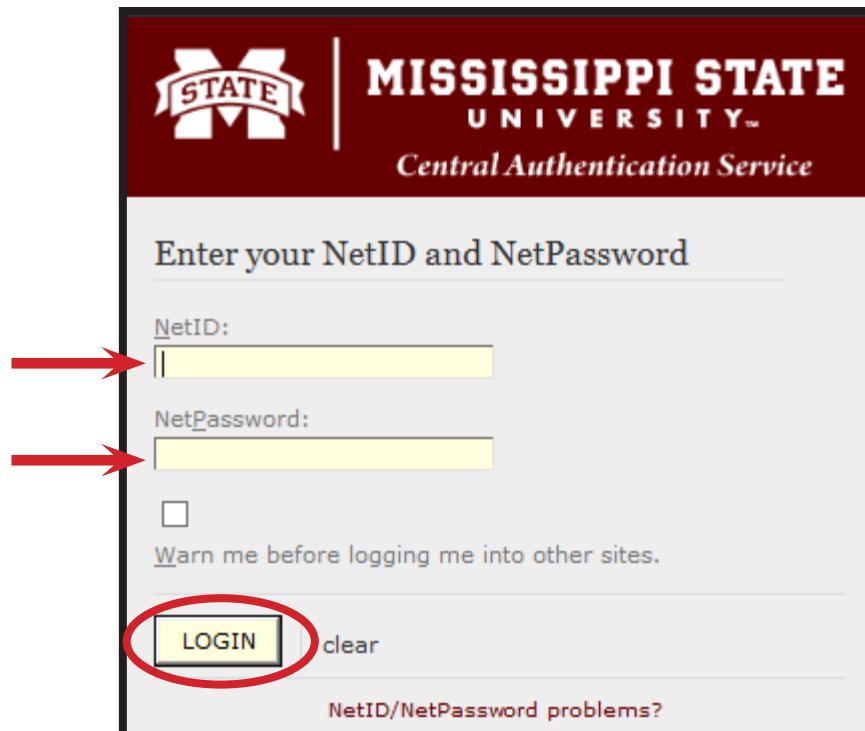 STATE
MISSISSIPPI STATE
UNIVERSITY™
Central Authentication Service
Enter your NetID and NetPassword
NetID:
NetPassword:
Warn me before logging me into other sites.
LOGIN clear
NetID/NetPassword problems?